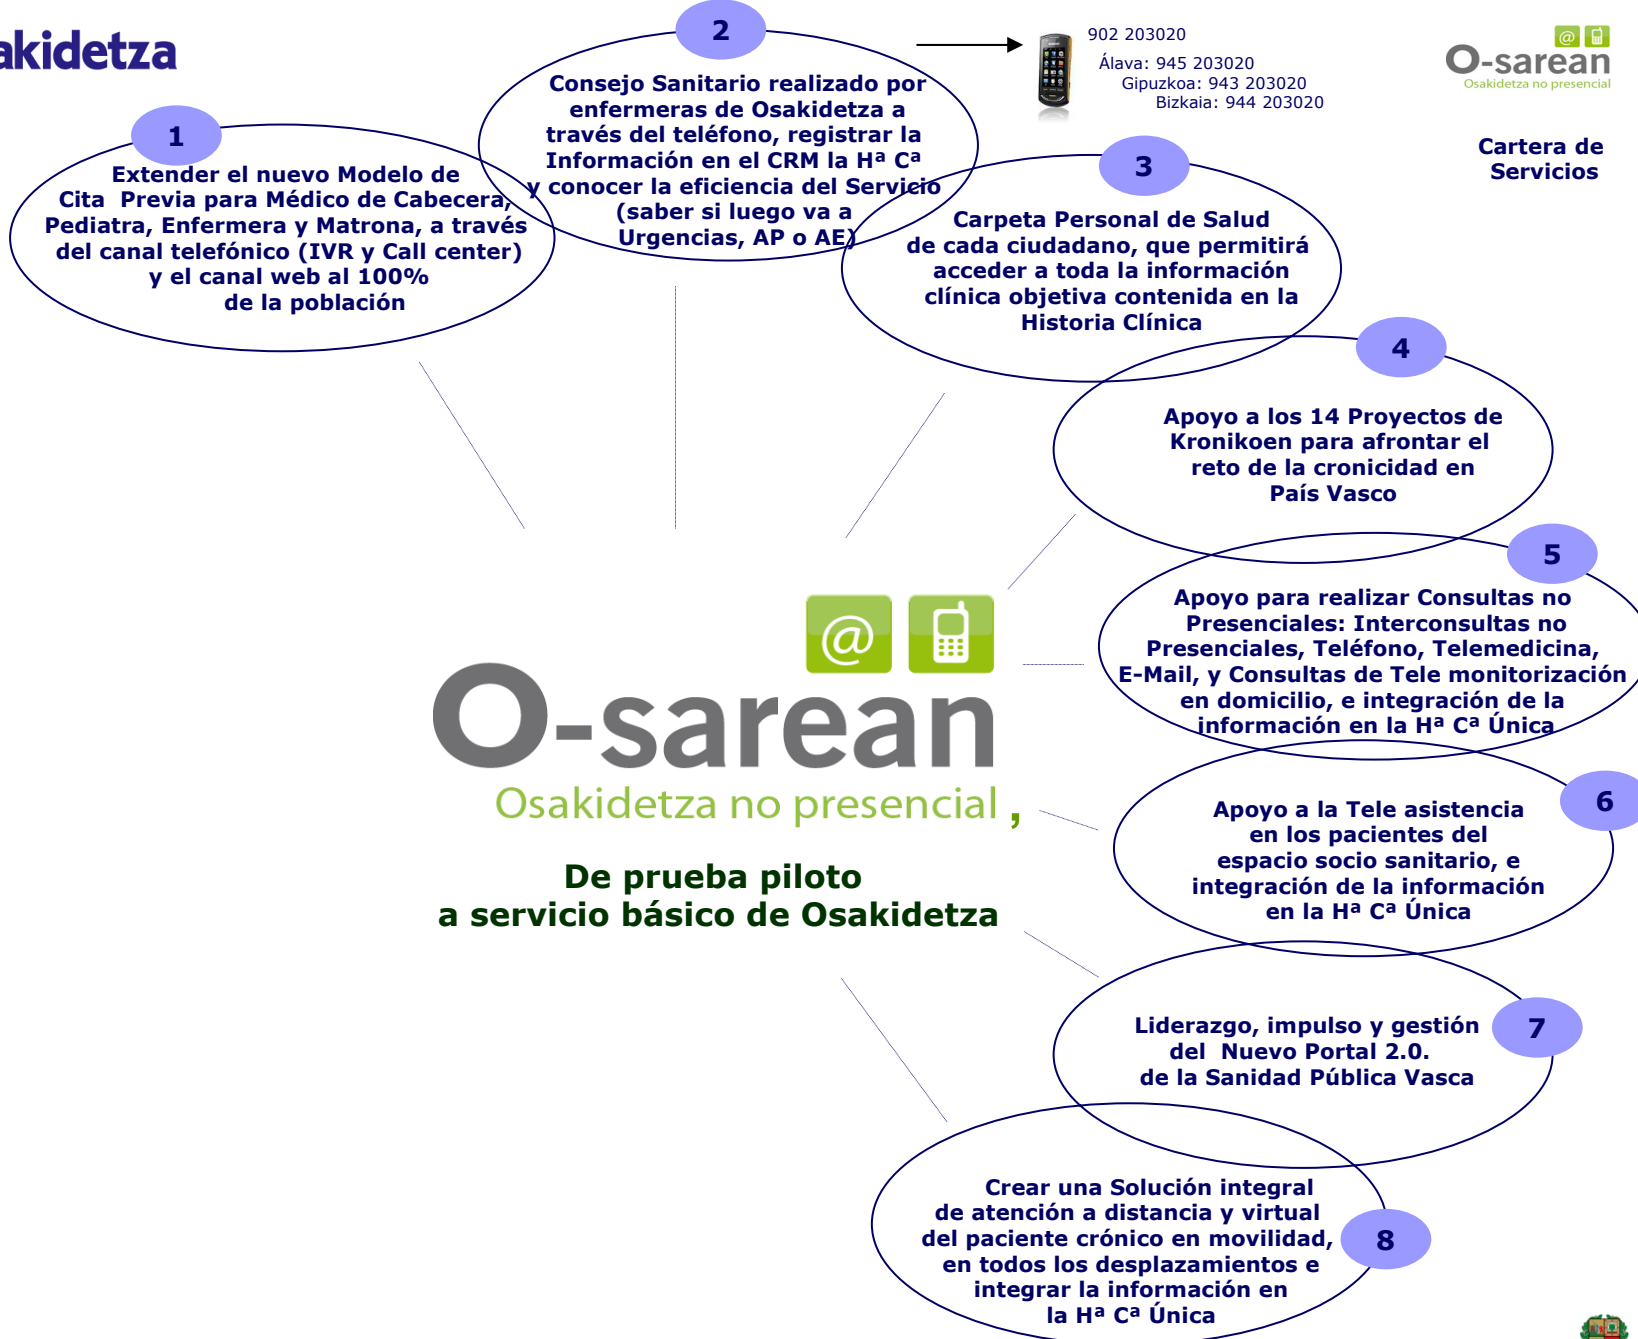 akidetza
2
902 203020
Álava: 945 203020
Gipuzkoa: 943 203020
Bizkaia: 944 203020
@
O-sarean
Osakidetza no presencial
Cartera de
Servicios
1
Extender el nuevo Modelo de
Cita Previa para Médico de Cabecera,
Pediatra, Enfermera y Matrona, a través
del canal telefónico (IVR y Call center)
y el canal web al 100%
de la población
Consejo Sanitario realizado por
enfermeras de Osakidetza a
través del teléfono, registrar la
Información en el CRM la Hª Cª
y conocer la eficiencia del Servicio
(saber si luego va a
Urgencias, AP o AE)
3
Carpeta Personal de Salud
de cada ciudadano, que permitirá
acceder a toda la información
clínica objetiva contenida en la
Historia Clínica
4
Apoyo a los 14 Proyectos de
Kronikoen para afrontar el
reto de la cronicidad en
País Vasco
5
Apoyo para realizar Consultas no
Presenciales: Interconsultas no
Presenciales, Teléfono, Telemedicina,
E-Mail, y Consultas de Tele monitorización
en domicilio, e integración de la
información en la Hª Cª Única
@
O-sarean
Osakidetza no presencial ,
De prueba piloto
a servicio básico de Osakidetza
6
Apoyo a la Tele asistencia
en los pacientes del
espacio socio sanitario, e
integración de la información
en la Hª Cª Única
7
Liderazgo, impulso y gestión
del Nuevo Portal 2.0.
de la Sanidad Pública Vasca
8
Crear una Solución integral
de atención a distancia y virtual
del paciente crónico en movilidad,
en todos los desplazamientos e
integrar la información en
la Hª Cª Única